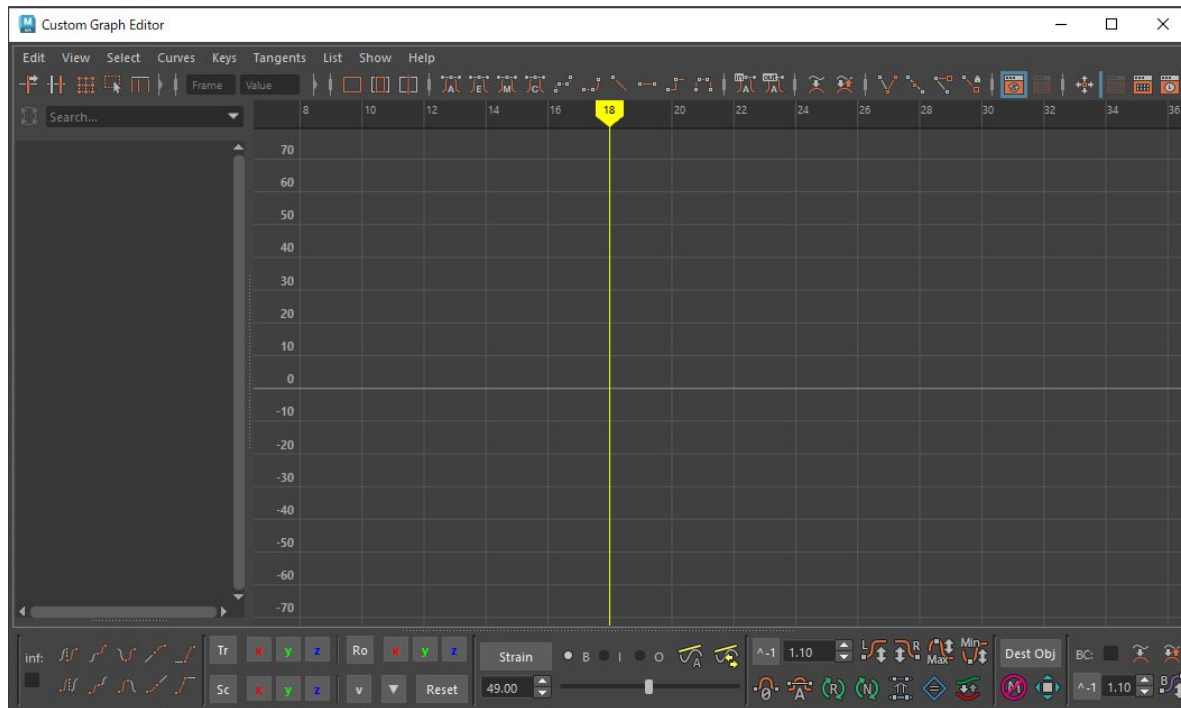 Custom Graph Editor
Edit View Select Curves Keys Tangents List Show Help
Frame Value
Search...
8 10 12 14 16 18 20 22 24 26 28 30 32 34 36
70
60
50
40
30
20
10
0
-10
-20
-30
-40
-50
-60
-70
inf: Tr x y z Ro x y z Strain B I O A ^-1 1.10 L R Max Min Dest Obj BC:
Sc x y z v ▼ Reset 49.00 0 A R N M ^-1 1.10 B